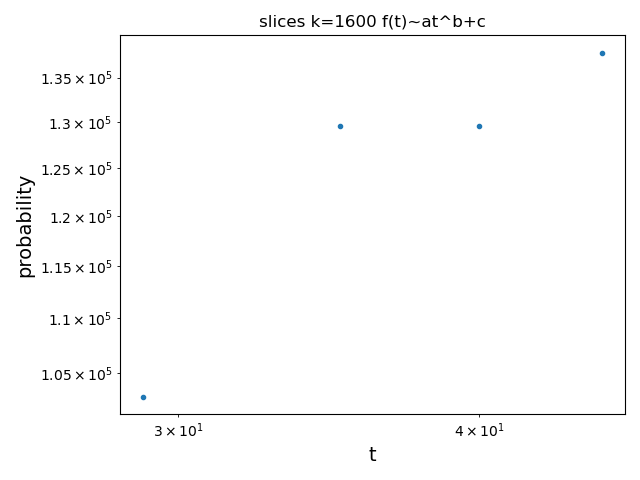 slices k=1600 f(t)~at^b+c
probability
1.35 × 10^5
1.3 × 10^5
1.25 × 10^5
1.2 × 10^5
1.15 × 10^5
1.1 × 10^5
1.05 × 10^5
3 × 10^1
4 × 10^1
t